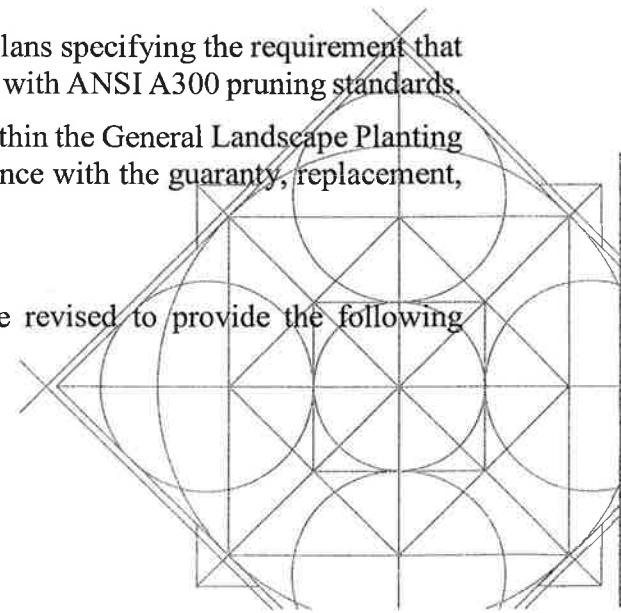 lans specifying the requirement that
with ANSI A300 pruning standards.
thin the General Landscape Planting
nce with the guaranty, replacement,
e revised to provide the following